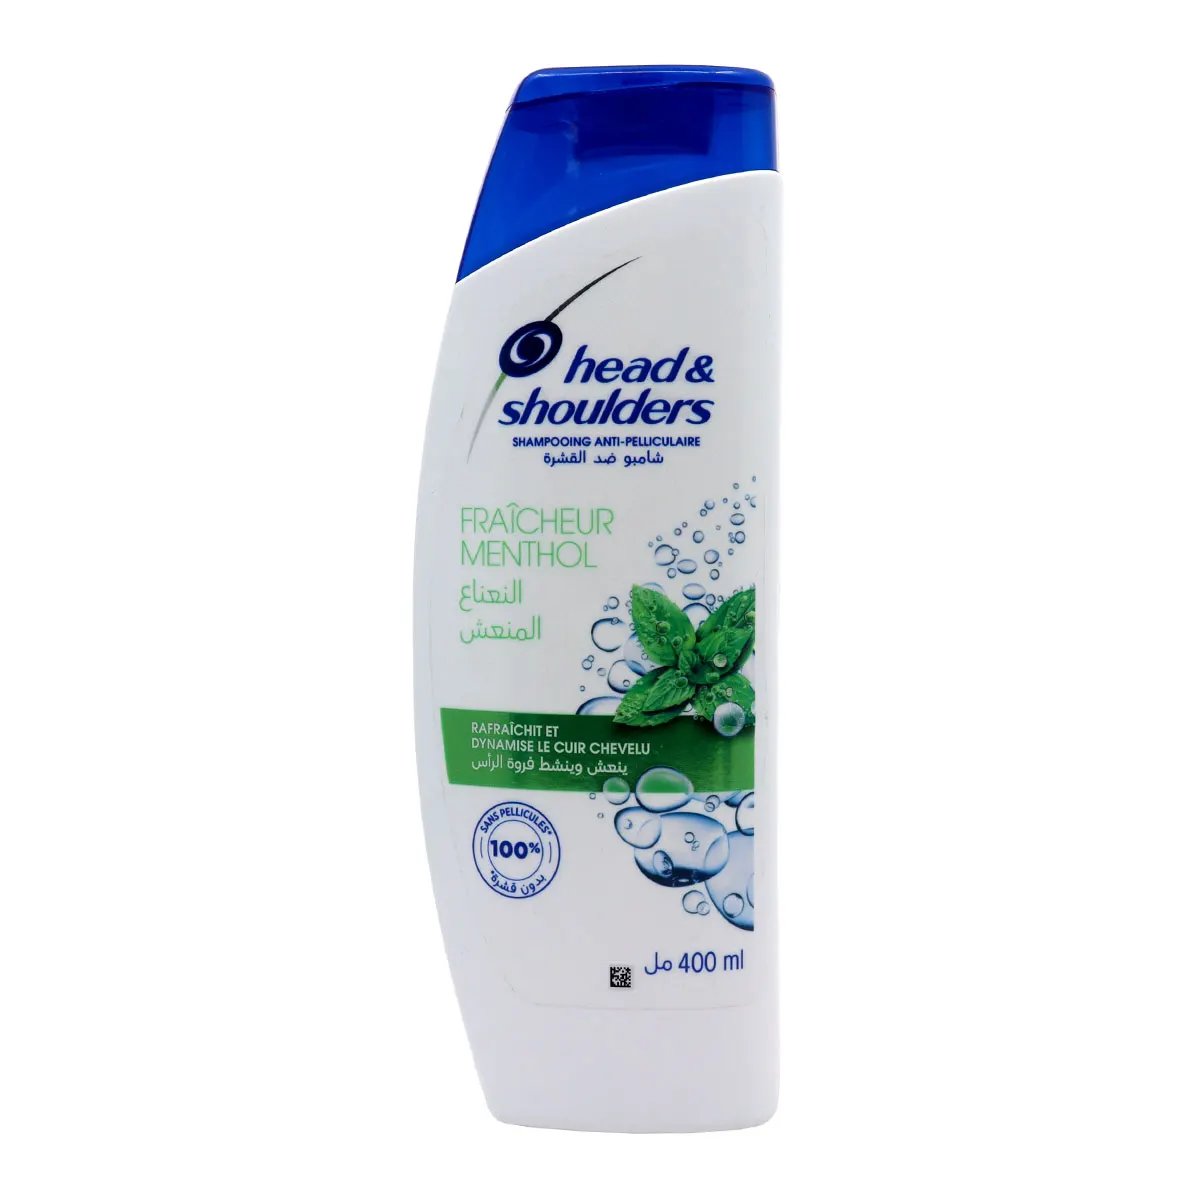 head &
shoulders
SHAMPOOING ANTI-PELLICULAIRE
شامبو ضد القشرة
FRAÎCHEUR
MENTHOL
النعناع
المنعش
RAFRAÎCHIT ET
DYNAMISE LE CUIR CHEVELU
ينعش وينشط فروة الرأس
SANS PELLICULES*
100%
بدون قشرة*
400 ml مل